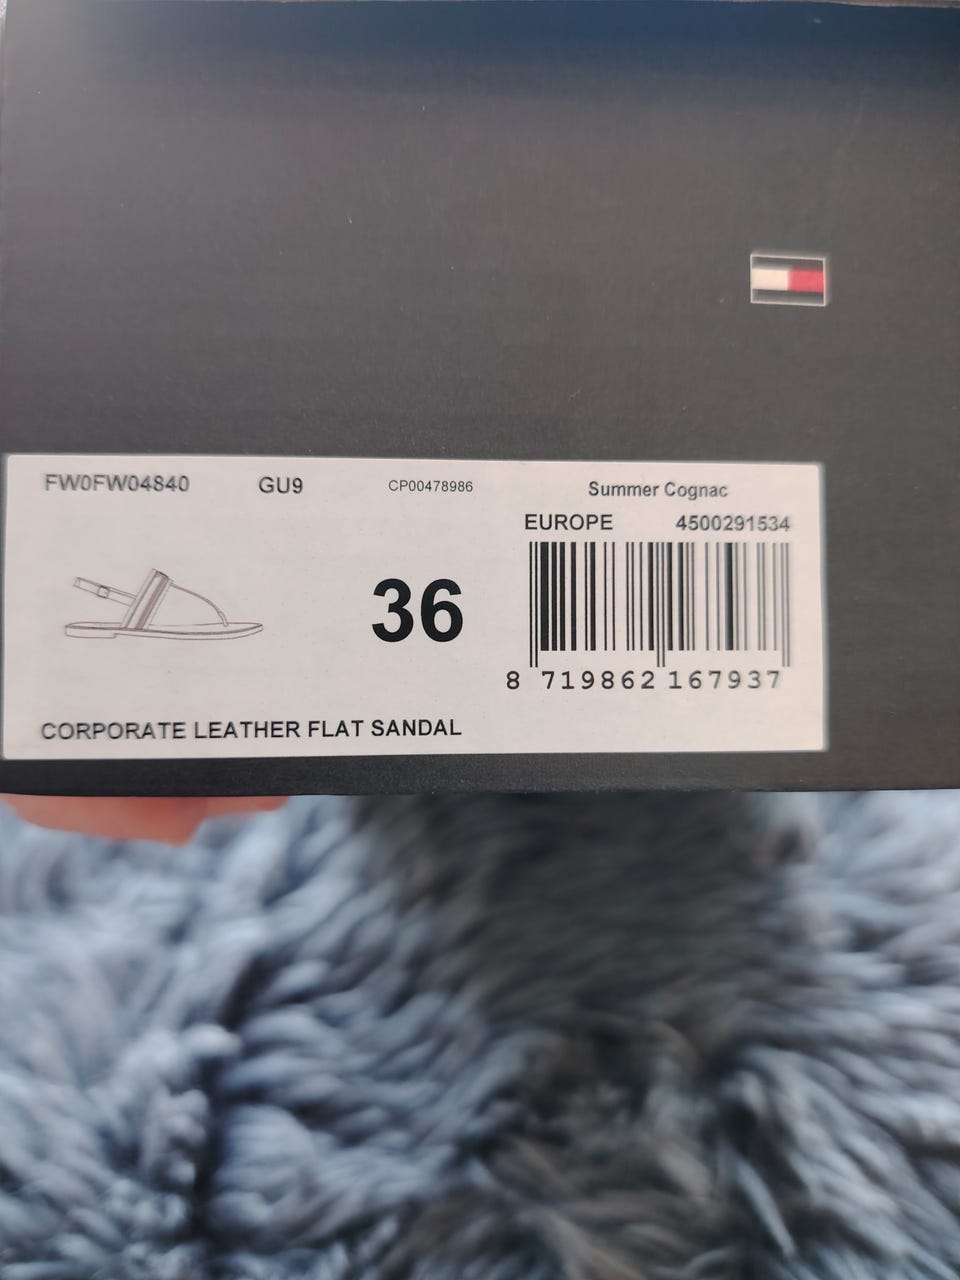 FW0FW04840 GU9 CP00478986 Summer Cognac
EUROPE 4500291534
36
8 719862 167937
CORPORATE LEATHER FLAT SANDAL